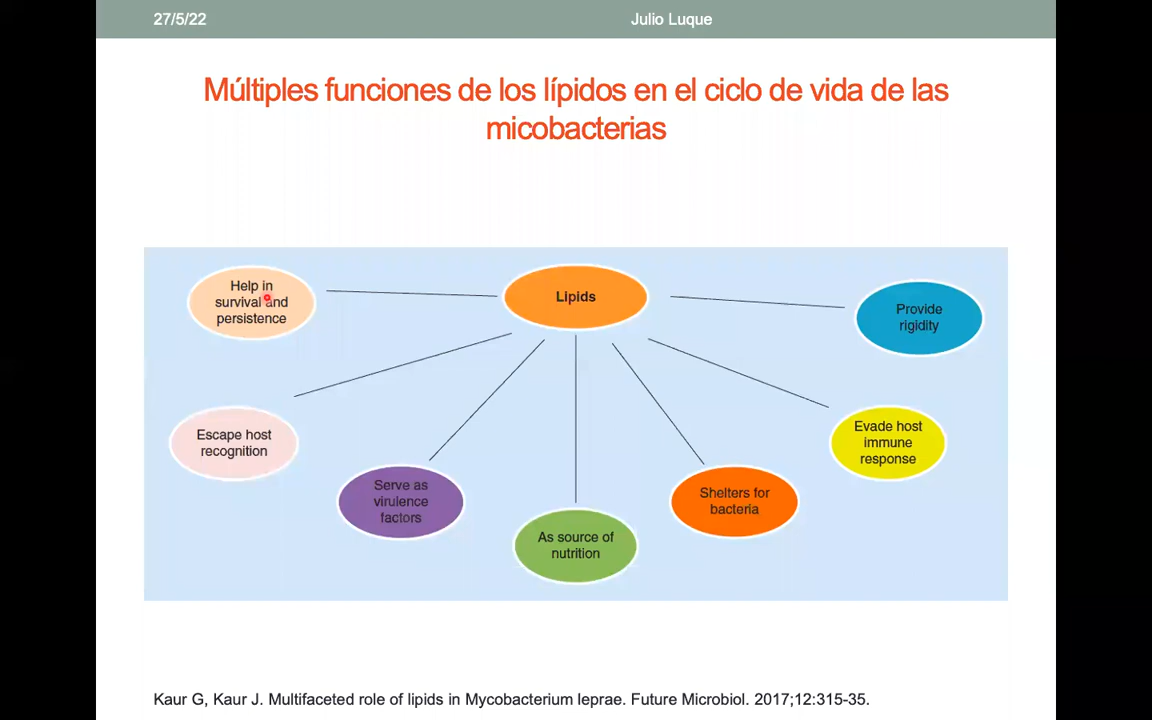 27/5/22
Julio Luque
Múltiples funciones de los lípidos en el ciclo de vida de las
micobacterias
Help in
survival and
persistence
Lipids
Provide
rigidity
Escape host
recognition
Evade host
immune
response
Serve as
virulence
factors
Shelters for
bacteria
As source of
nutrition
Kaur G, Kaur J. Multifaceted role of lipids in Mycobacterium leprae. Future Microbiol. 2017;12:315-35.